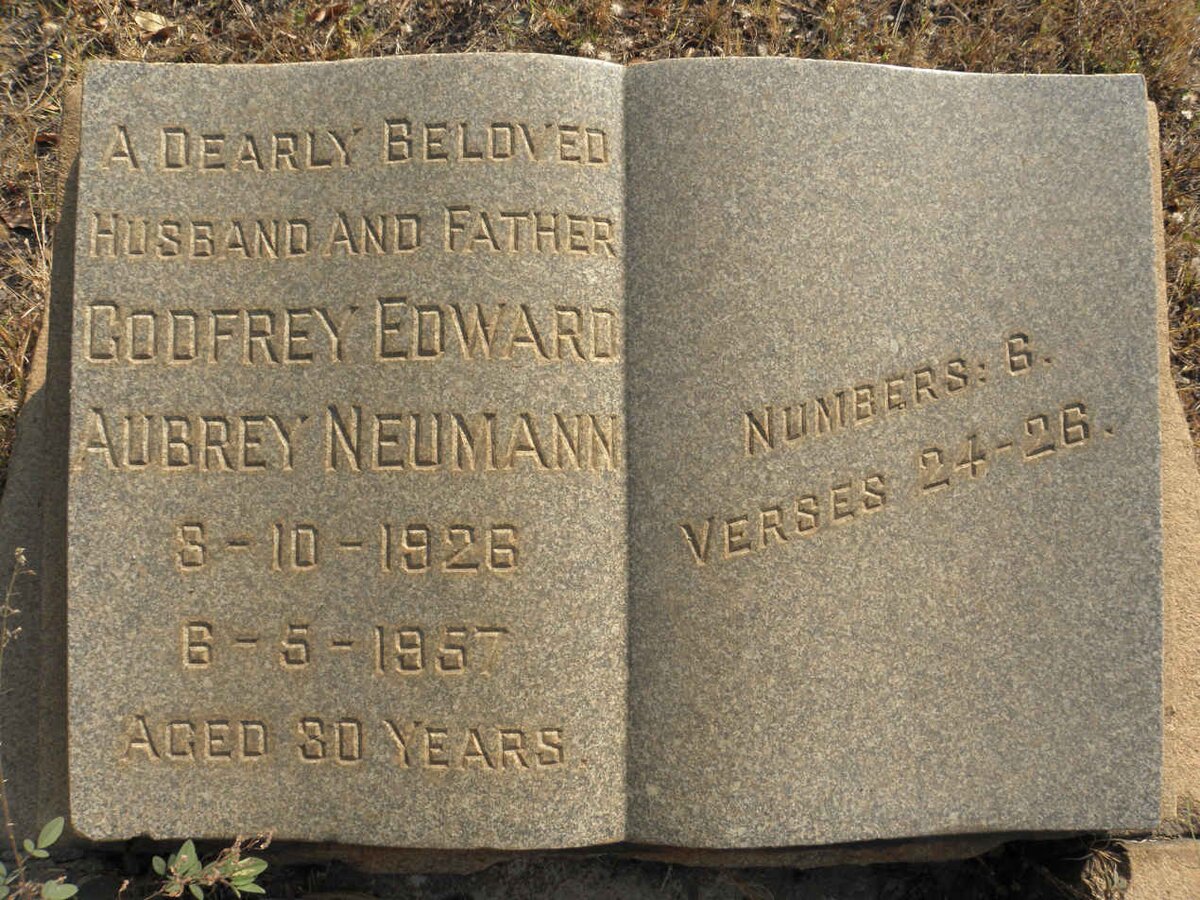 A DEARLY BELOVED
HUSBAND AND FATHER
GODFREY EDWARD
AUBREY NEUMANN
3-10-1926
6-5-1957
AGED 30 YEARS.
NUMBERS: 6.
VERSES 24-26.